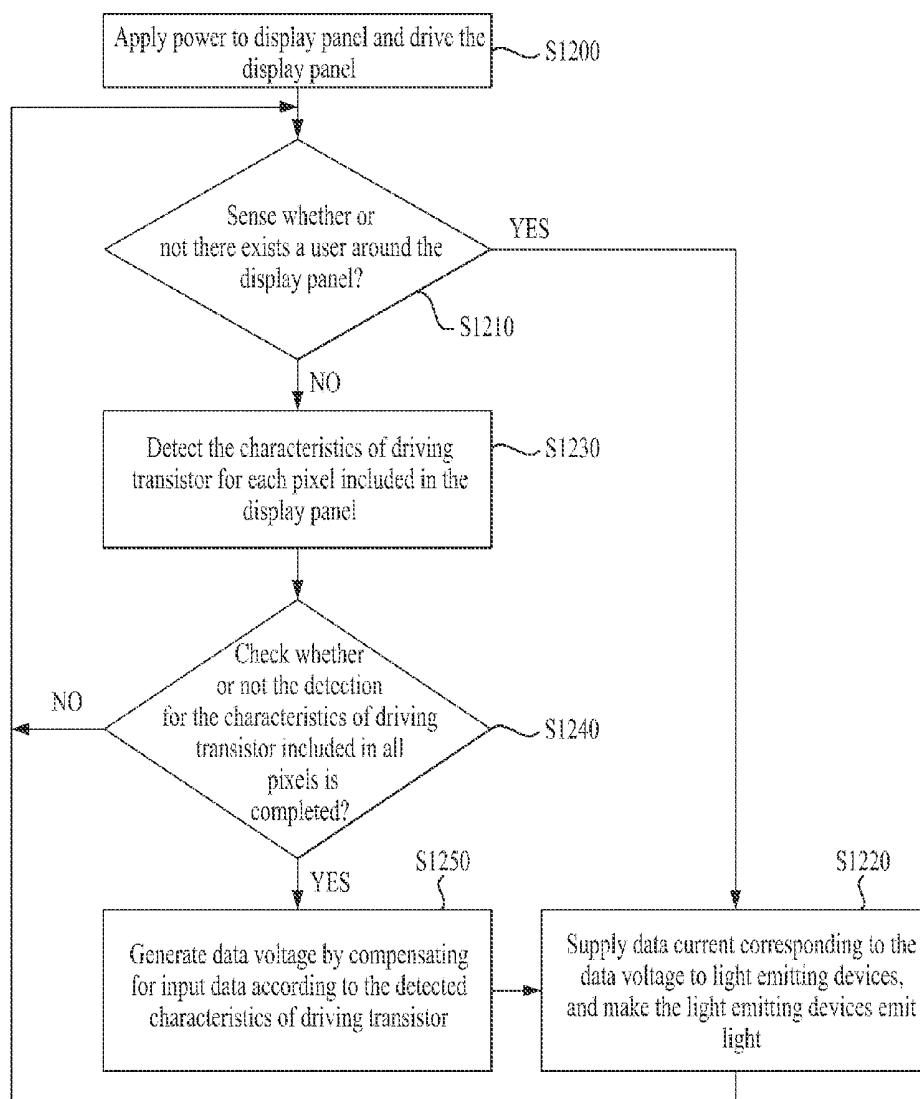 Apply power to display panel and drive the
display panel
S1200
Sense whether or
not there exists a user around the
display panel?
YES
S1210
NO
Detect the characteristics of driving
transistor for each pixel included in the
display panel
S1230
Check whether
or not the detection
for the characteristics of driving
transistor included in all
pixels is
completed?
NO
S1240
YES
S1250
S1220
Generate data voltage by compensating
for input data according to the detected
characteristics of driving transistor
Supply data current corresponding to the
data voltage to light emitting devices,
and make the light emitting devices emit
light